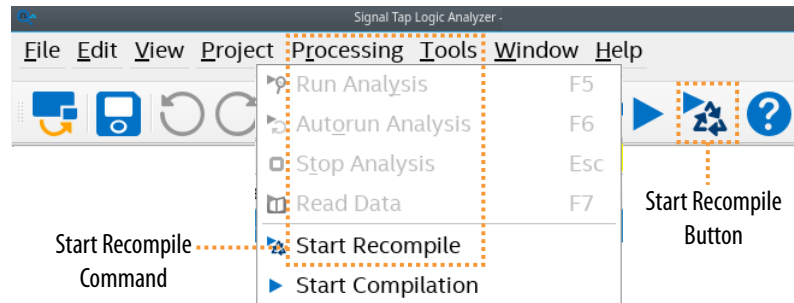 Signal Tap Logic Analyzer -
File Edit View Project Processing Tools Window Help
Run Analysis F5
Autorun Analysis F6
Stop Analysis Esc
Read Data F7
Start Recompile
Start Compilation
Start Recompile
Command
Start Recompile
Button